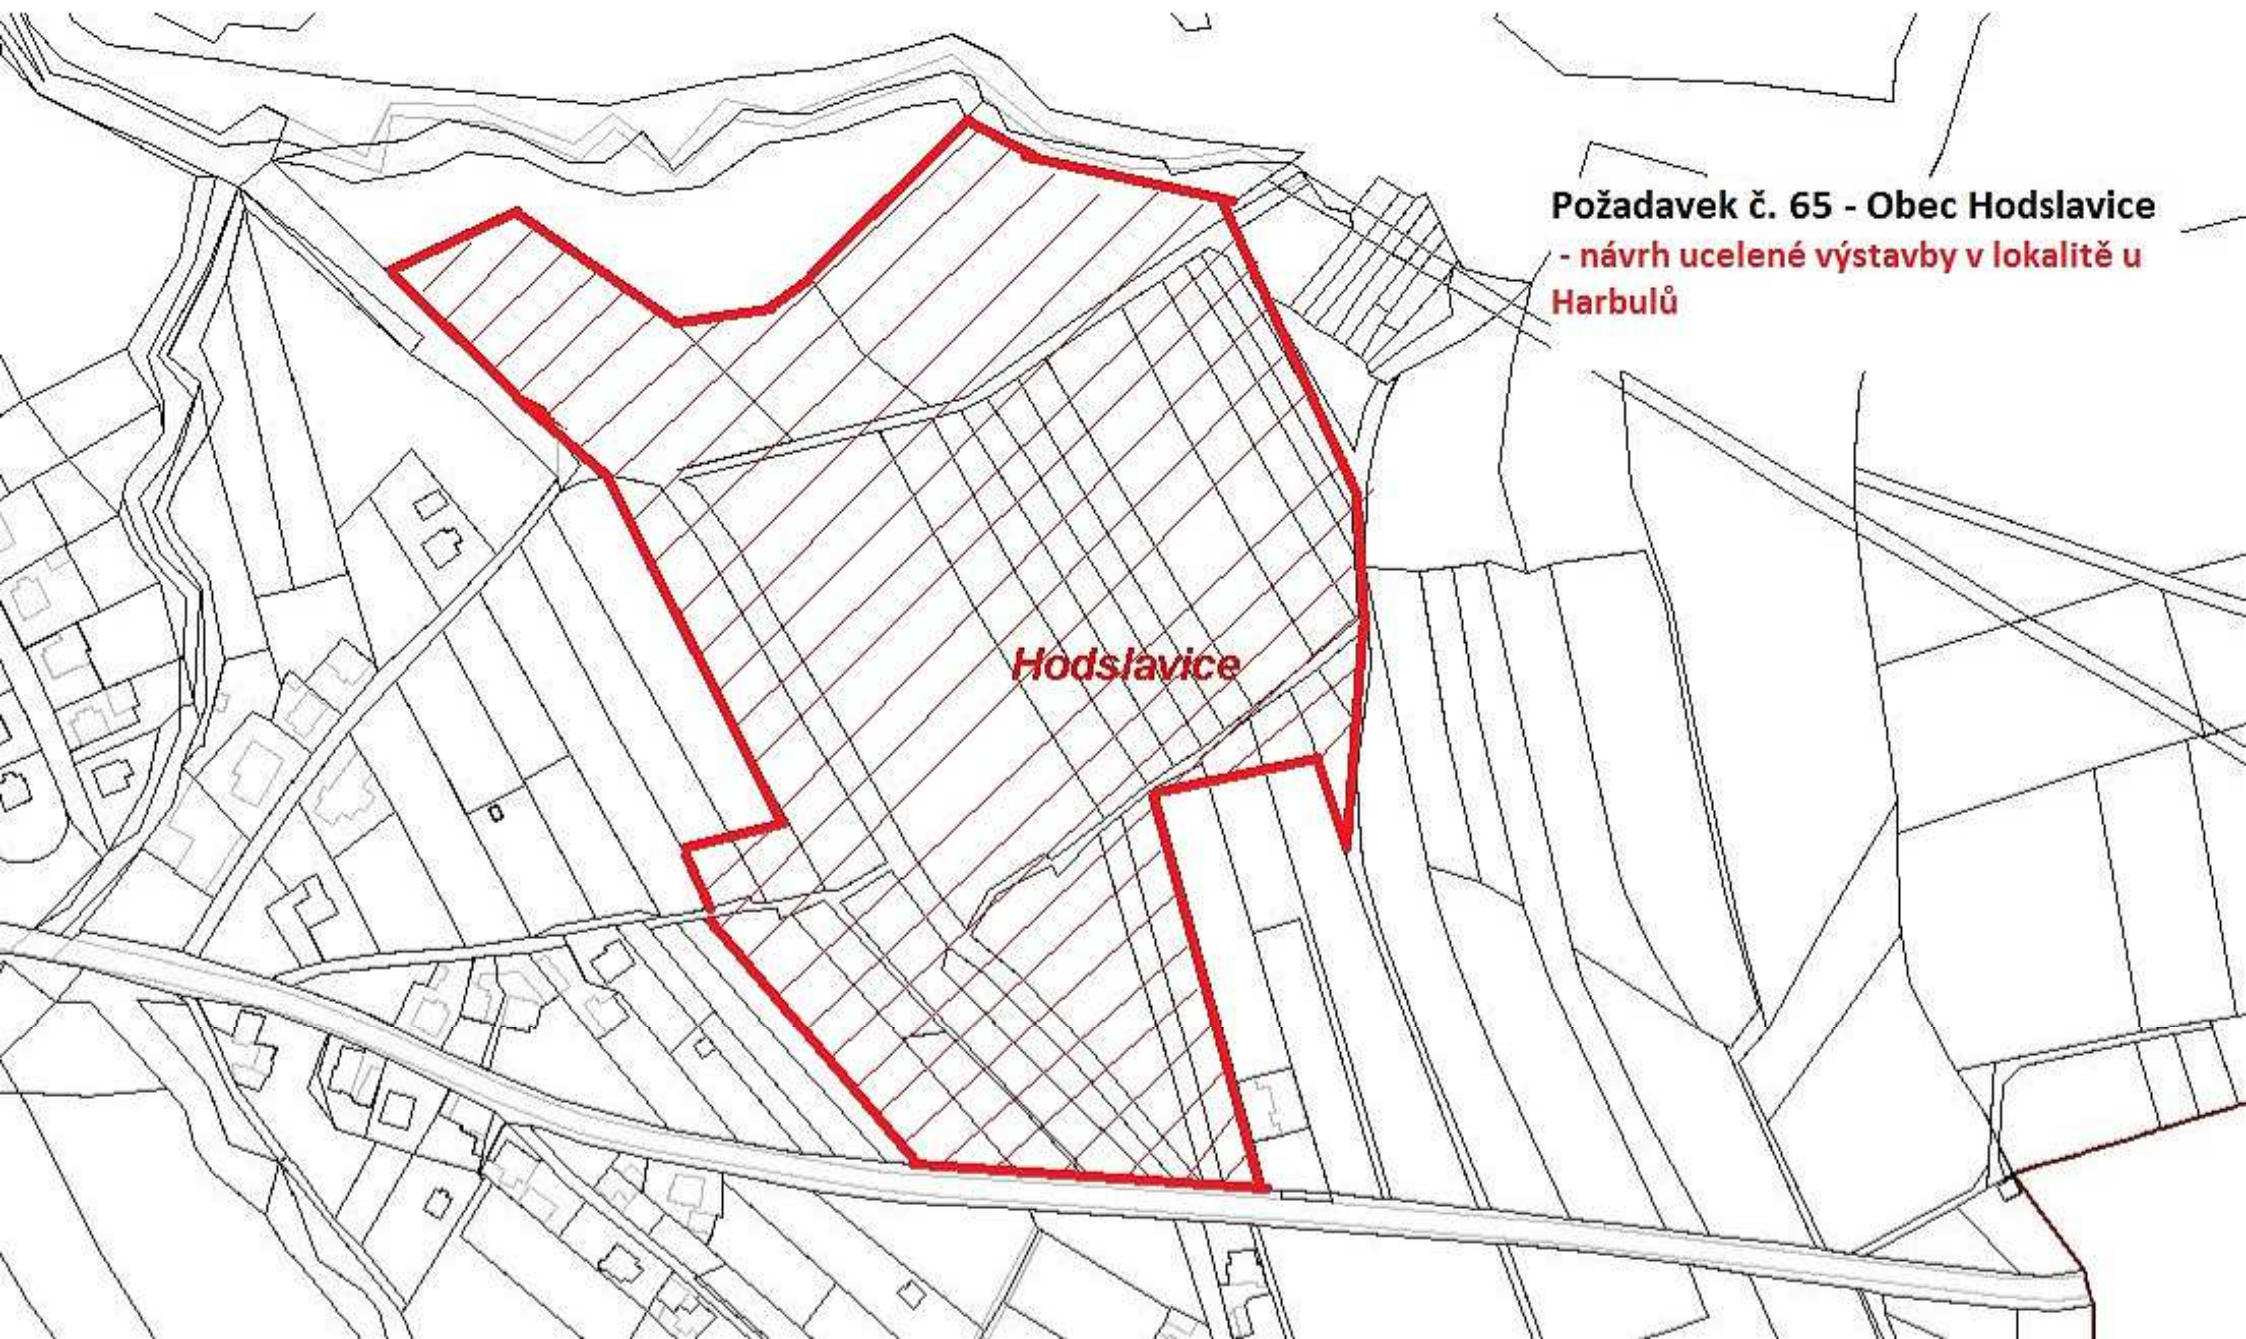 Požadavek č. 65 - Obec Hodslavice
- návrh ucelené výstavby v lokalitě u
Harbulů
Hodslavice